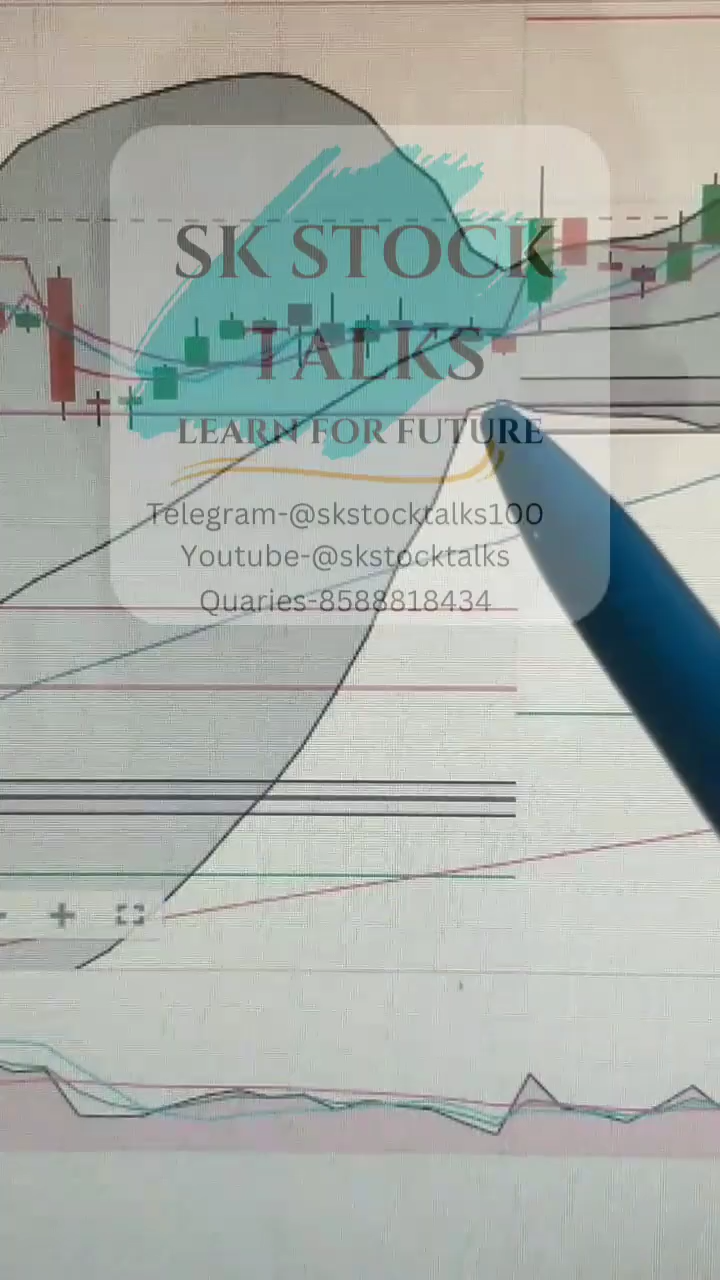 SK STOCK
TALKS
LEARN FOR FUTURE
Telegram-@skstocktalks100
Youtube-@skstocktalks
Quaries-8588818434